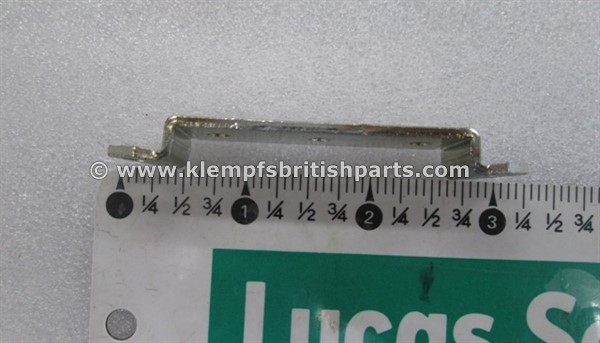 © www.klempfsbritishparts.com
¼ ½ ¾ 1 ¼ ½ ¾ 2 ¼ ½ ¾ 3 ¼ ½ ¾
Lucas